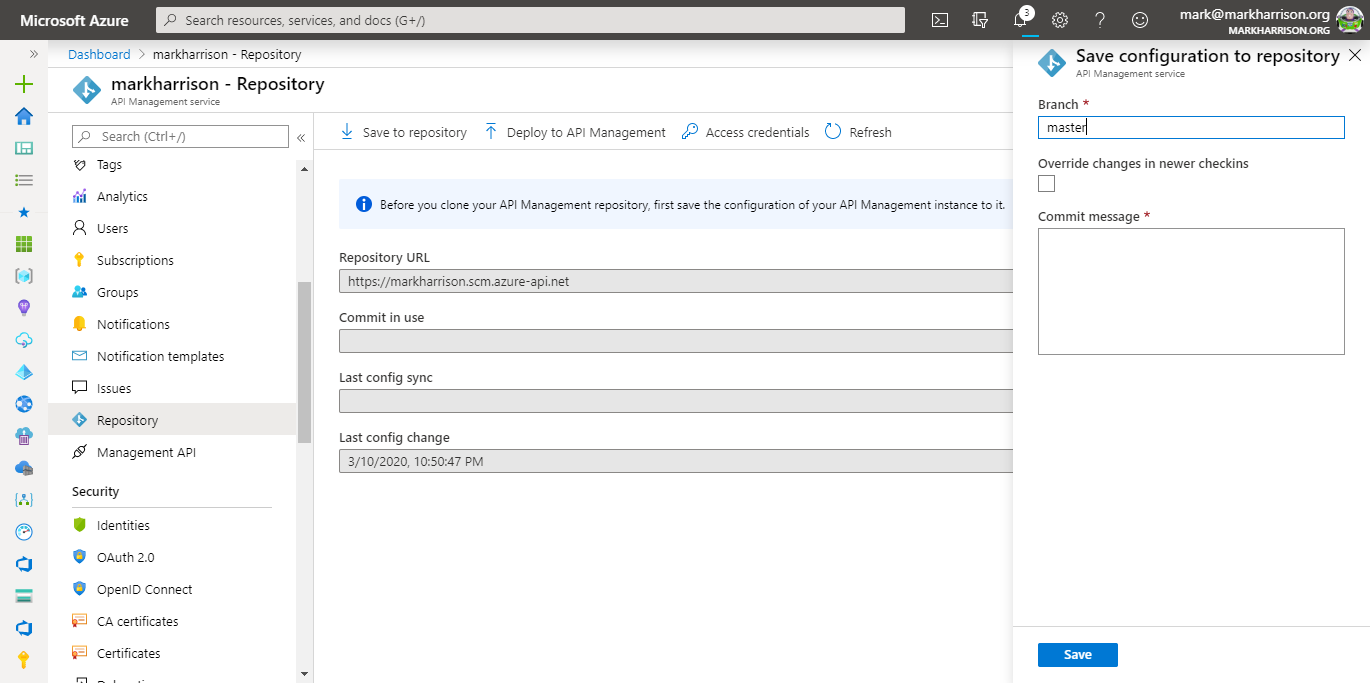 Microsoft Azure
Search resources, services, and docs (G+/)
3
mark@markharrison.org
MARKHARRISON.ORG
Dashboard > markharrison - Repository
markharrison - Repository
API Management service
Search (Ctrl+/)
«
Tags
Analytics
Users
Subscriptions
Groups
Notifications
Notification templates
Issues
Repository
Management API
Security
Identities
OAuth 2.0
OpenID Connect
CA certificates
Certificates
Save to repository
Deploy to API Management
Access credentials
Refresh
Before you clone your API Management repository, first save the configuration of your API Management instance to it.
Repository URL
https://markharrison.scm.azure-api.net
Commit in use
Last config sync
Last config change
3/10/2020, 10:50:47 PM
Save configuration to repository
API Management service
Branch *
master
Override changes in newer checkins
Commit message *
Save